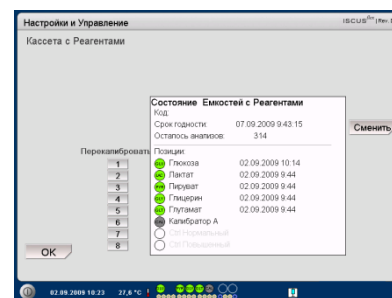 Настройки и Управление
ISCUS
Кассета с Реагентами
Состояние Емкостей с Реагентами
Код:
Срок годности: 07.09.2009 9:43:15
Осталось анализов: 314
Сменить
Перекалибровать
Позиции:
1 Глюкоза 02.09.2009 10:14
2 Лактат 02.09.2009 9:44
3 Пируват 02.09.2009 9:44
4 Глицерин 02.09.2009 9:44
5 Глутамат 02.09.2009 9:44
6 Калибратор А
7 Ctrl Нормальный
8 Ctrl Повышенный
OK
02.09.2009 10:23 27,6 °C